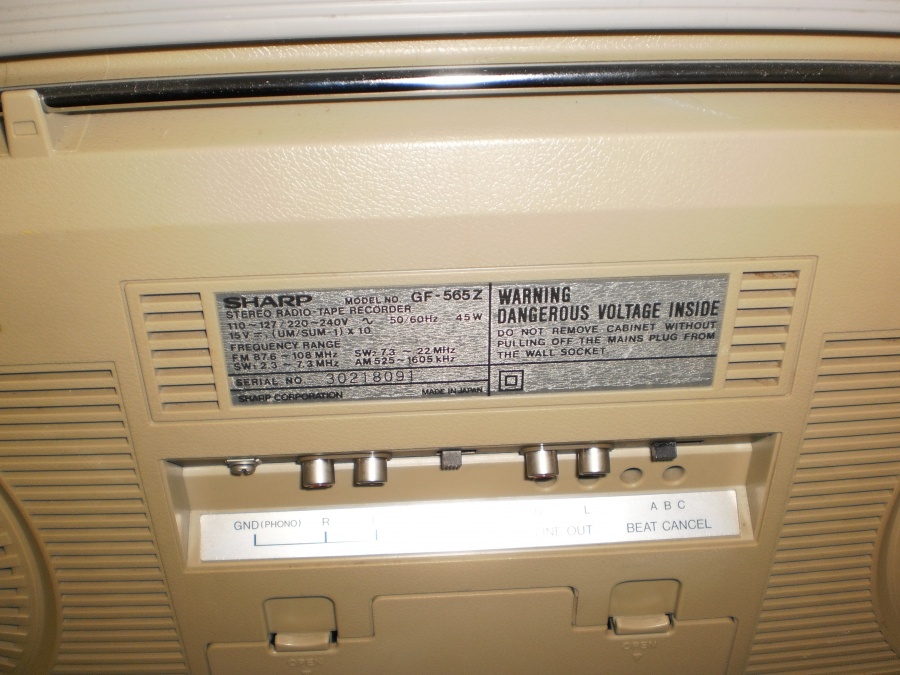 SHARP MODEL NO. GF-565Z
STEREO RADIO-TAPE RECORDER
110~127/220~240V ∿ 50/60Hz 45W
15V ⎓ (UM/SUM-1) x 10
FREQUENCY RANGE
FM 87.6 ~ 108 MHz SW₂ 7.3 ~ 22 MHz
SW₁ 2.3 ~ 7.3 MHz AM 525 - 1605 kHz
SERIAL NO. 30218091
SHARP CORPORATION MADE IN JAPAN
WARNING
DANGEROUS VOLTAGE INSIDE
DO NOT REMOVE CABINET WITHOUT
PULLING OFF THE MAINS PLUG FROM
THE WALL SOCKET.
GND(PHONO) R
L
LINE OUT
A B C
BEAT CANCEL
OPEN
OPEN